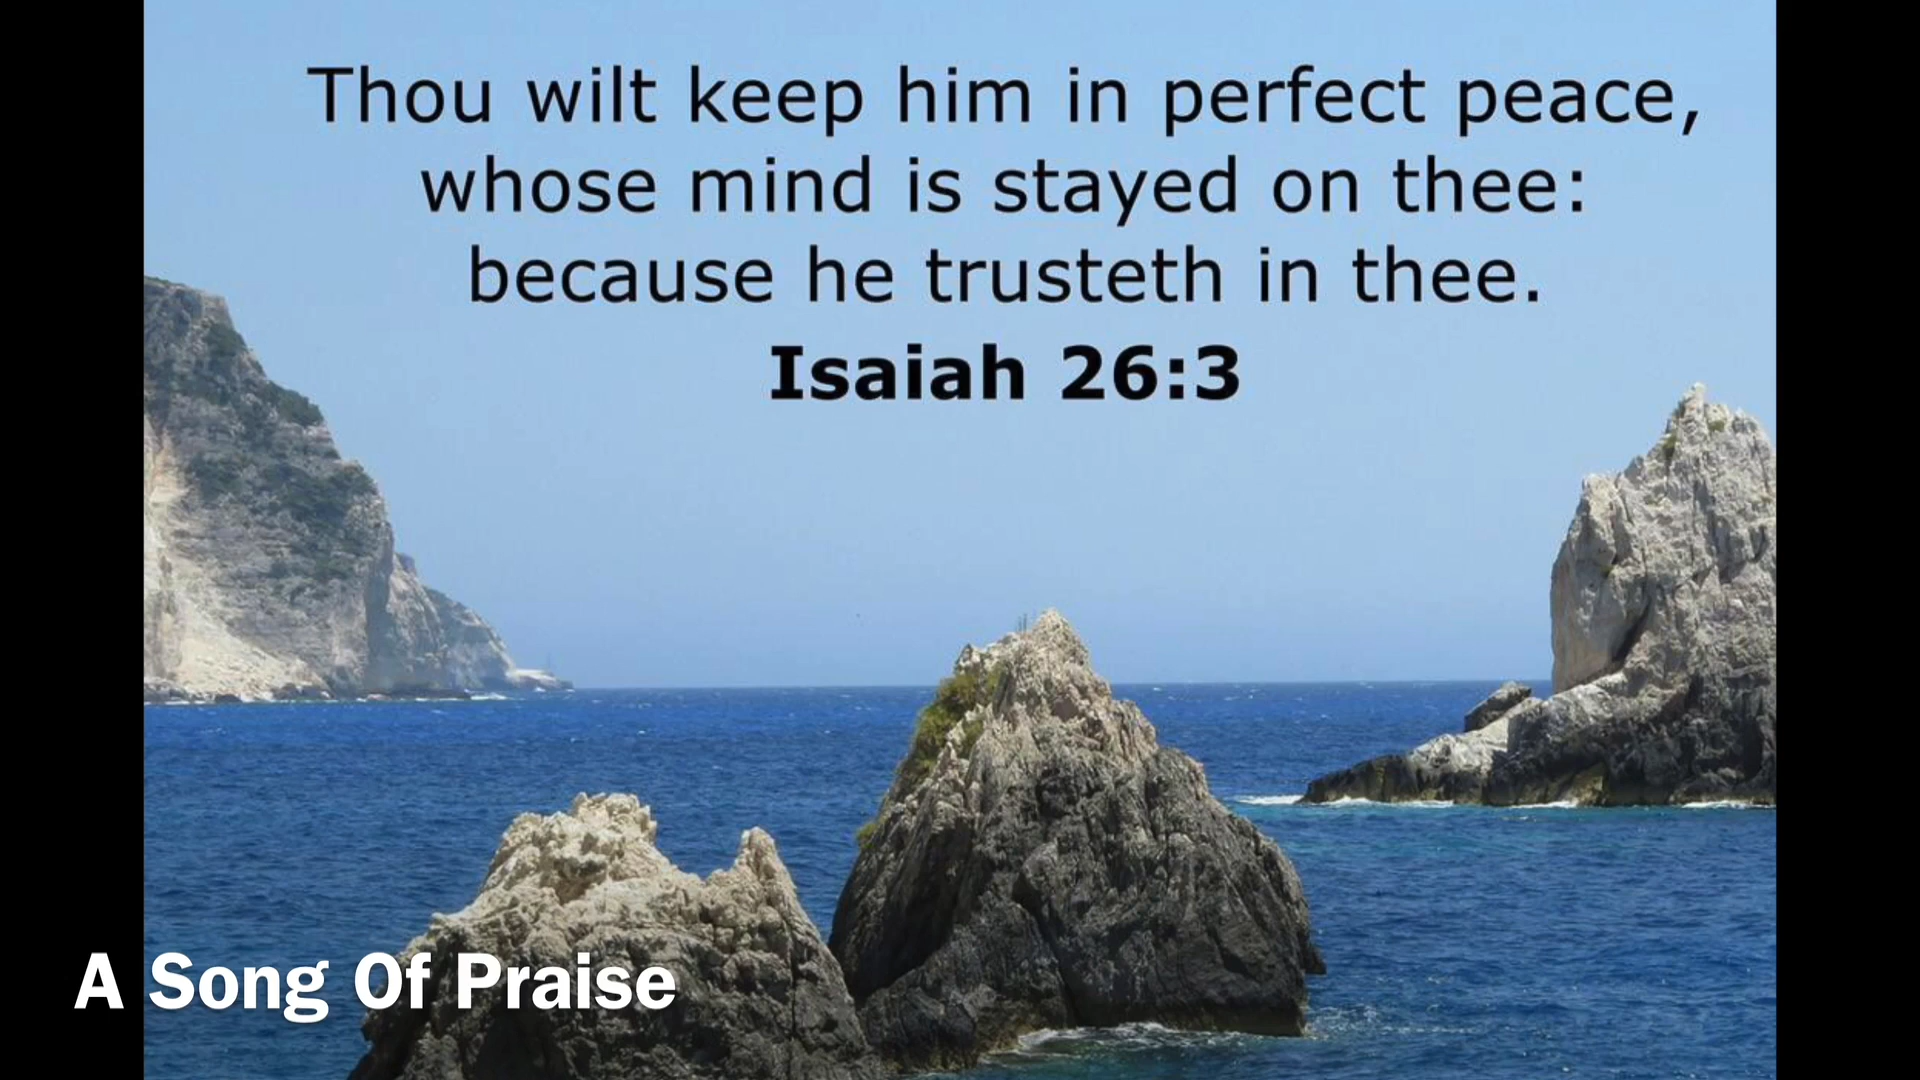 Thou wilt keep him in perfect peace,
whose mind is stayed on thee:
because he trusteth in thee.
Isaiah 26:3
A Song Of Praise